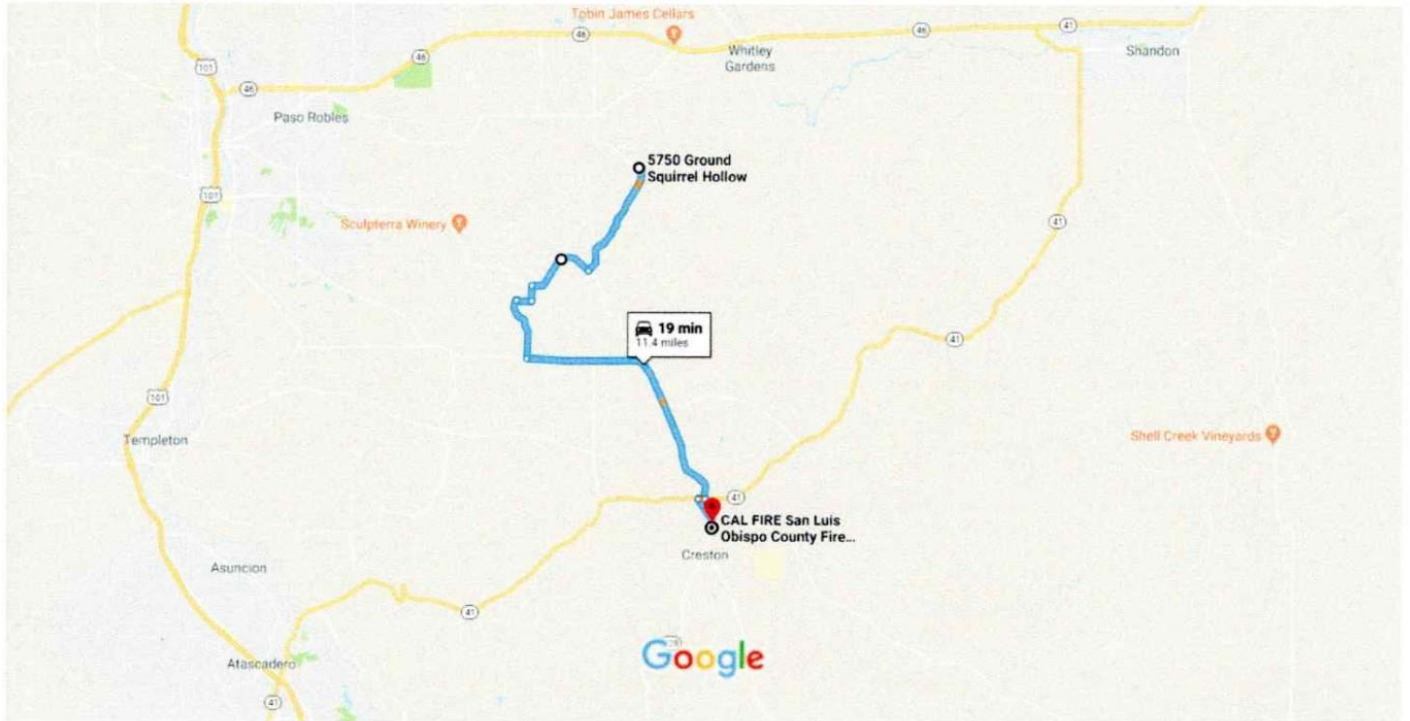 Tobin James Cellars
41
46
46
Whitley
Gardens
Shandon
101
46
46
Paso Robles
5750 Ground
Squirrel Hollow
101
Sculpterra Winery
41
19 min
11.4 miles
41
101
Templeton
Shell Creek Vineyards
41
CAL FIRE San Luis
Obispo County Fire...
Creston
Asuncion
41
Google
Atascadero
41